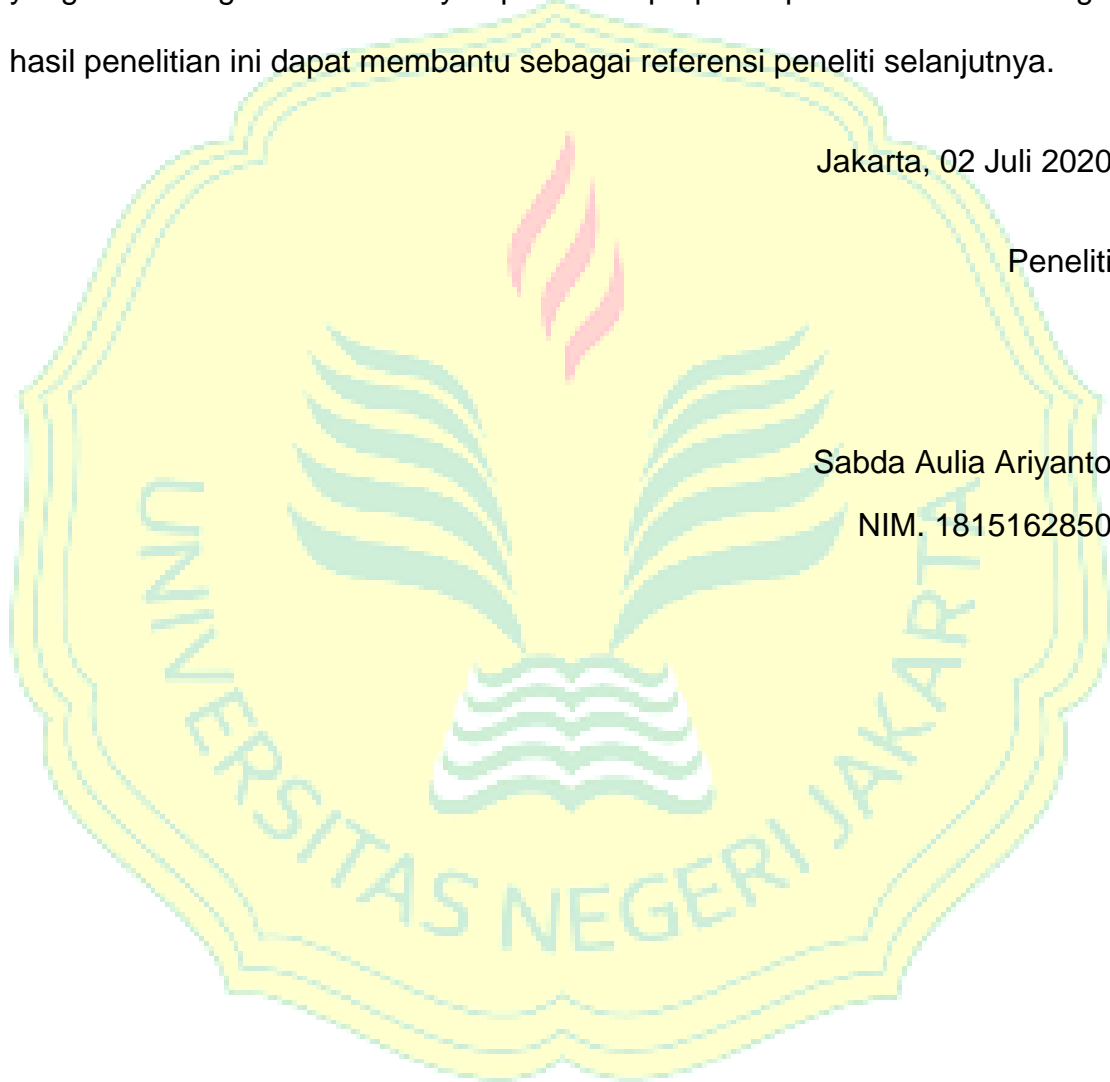 hasil penelitian ini dapat membantu sebagai referensi peneliti selanjutnya.
Jakarta, 02 Juli 2020
Peneliti
Sabda Aulia Ariyanto
NIM. 1815162850
UNIVERSITAS NEGERI JAKARTA